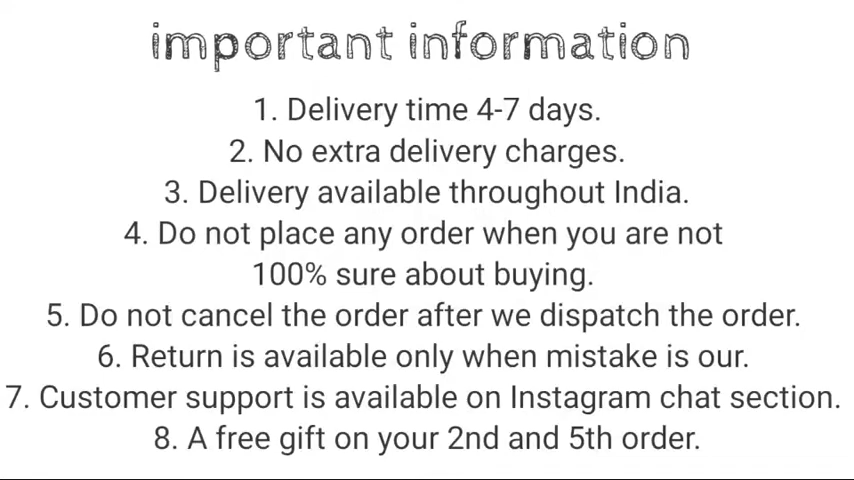 important information
1. Delivery time 4-7 days.
2. No extra delivery charges.
3. Delivery available throughout India.
4. Do not place any order when you are not
100% sure about buying.
5. Do not cancel the order after we dispatch the order.
6. Return is available only when mistake is our.
7. Customer support is available on Instagram chat section.
8. A free gift on your 2nd and 5th order.